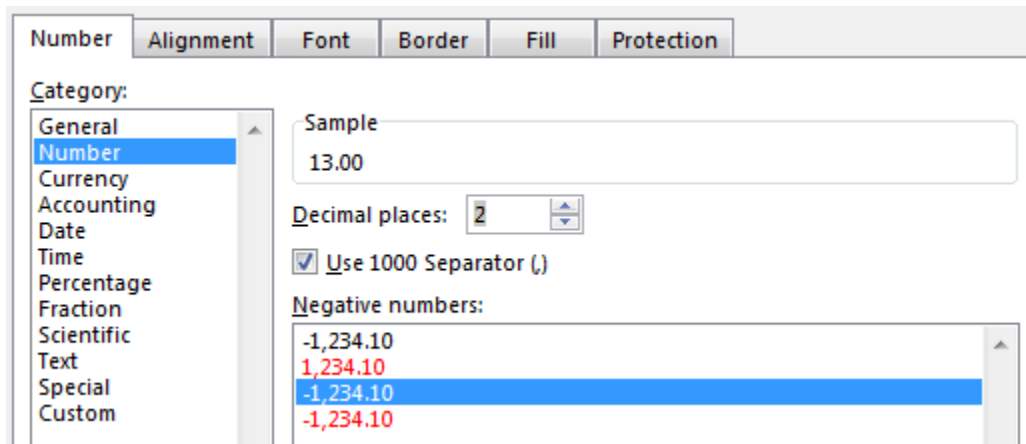 Number Alignment Font Border Fill Protection
Category:
General
Number
Currency
Accounting
Date
Time
Percentage
Fraction
Scientific
Text
Special
Custom
Sample
13.00
Decimal places: 2
Use 1000 Separator (,)
Negative numbers:
-1,234.10
1,234.10
-1,234.10
-1,234.10